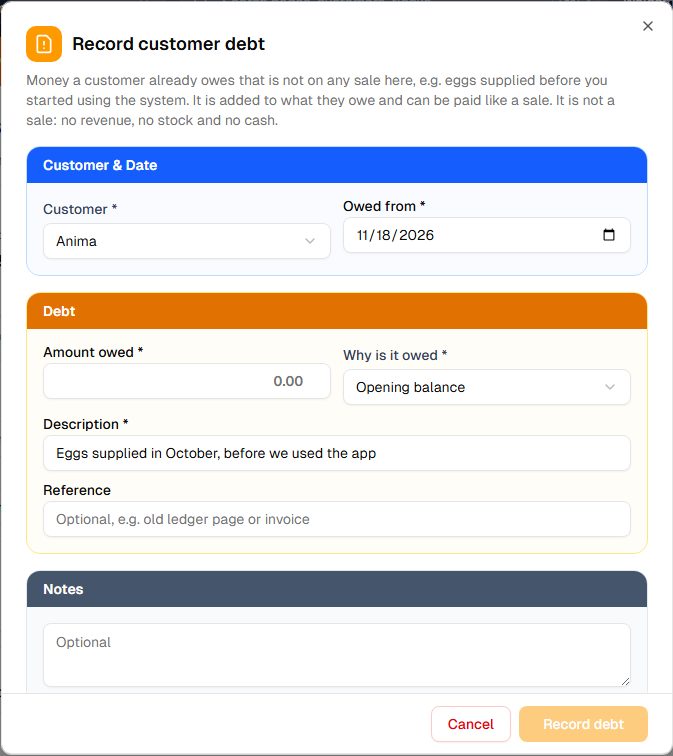 Record customer debt
Money a customer already owes that is not on any sale here, e.g. eggs supplied before you
started using the system. It is added to what they owe and can be paid like a sale. It is not a
sale: no revenue, no stock and no cash.
Customer & Date
Customer *
Owed from *
Anima
11/18/2026
Debt
Amount owed *
Why is it owed *
0.00
Opening balance
Description *
Eggs supplied in October, before we used the app
Reference
Optional, e.g. old ledger page or invoice
Notes
Optional
Cancel
Record debt